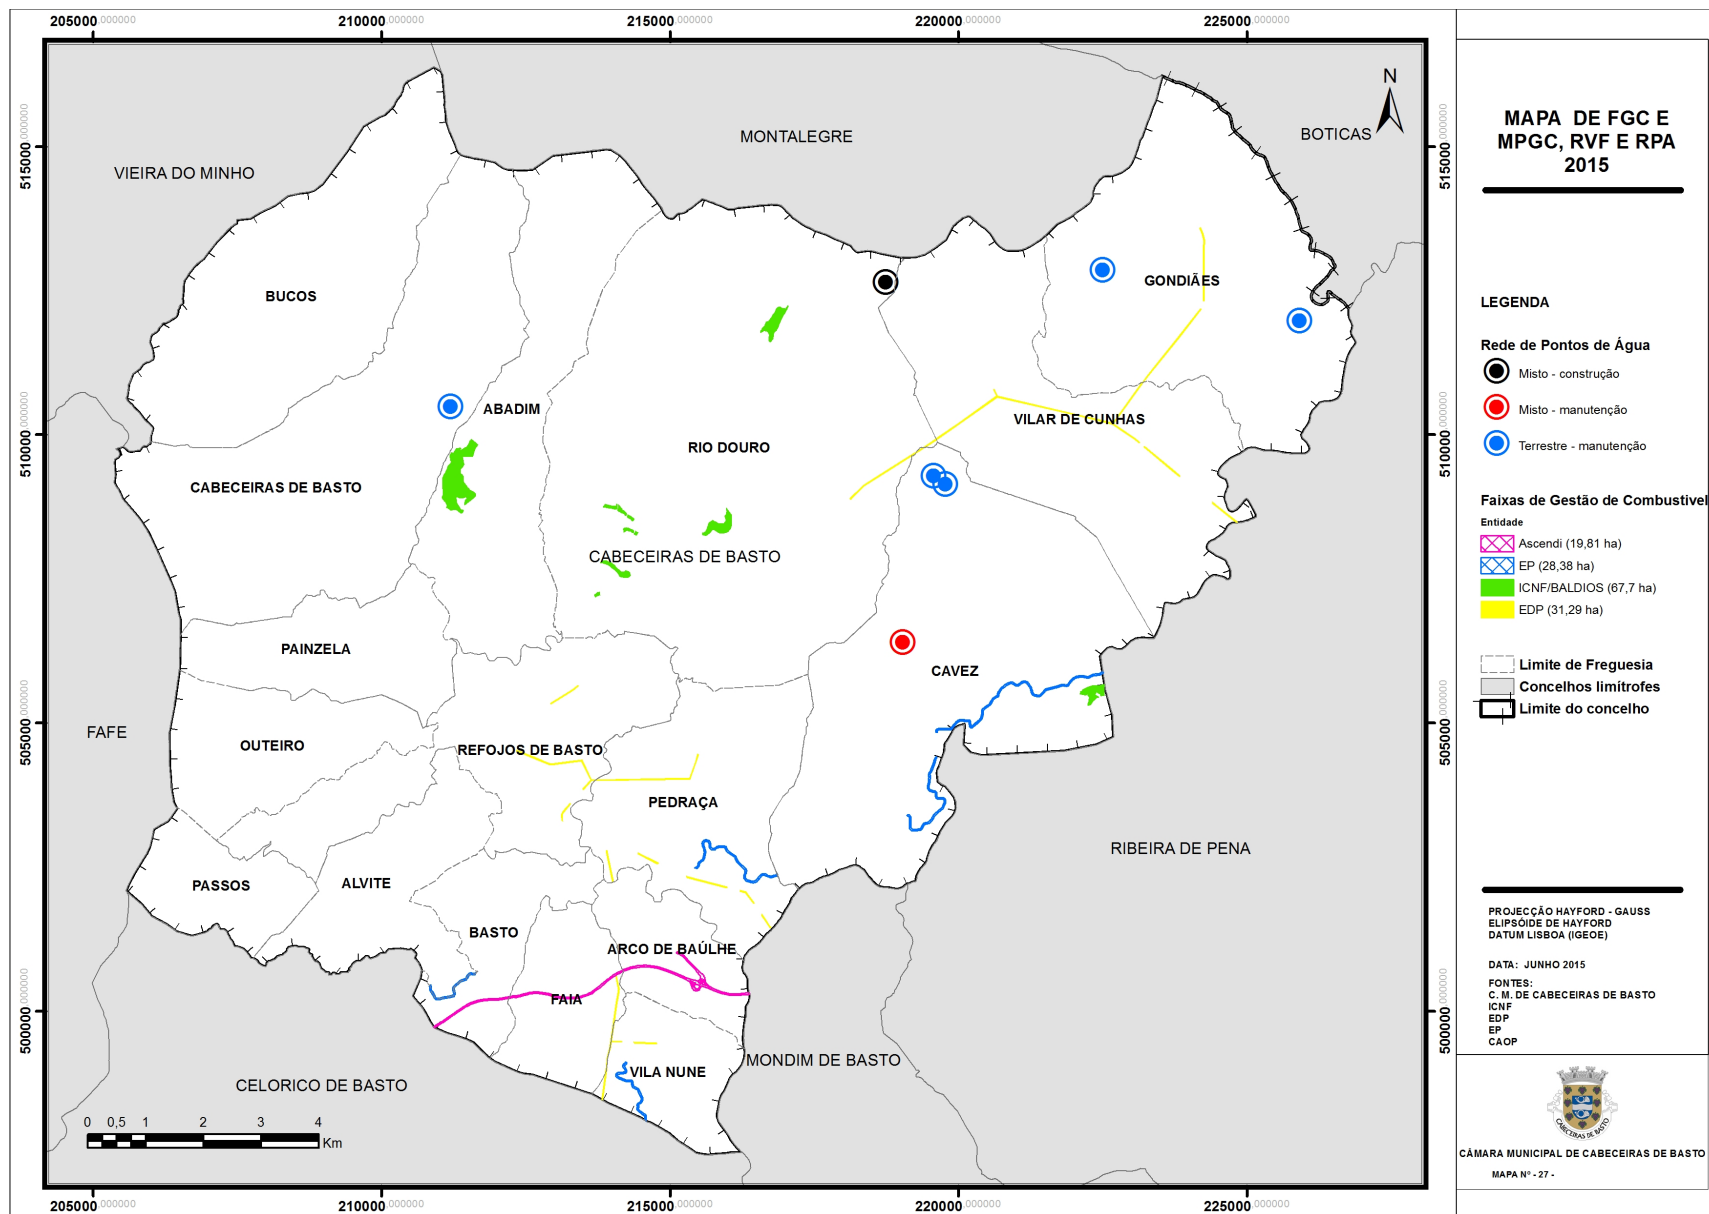 205000,000000 210000,000000 215000,000000 220000,000000 225000,000000
515000,000000
510000,000000
505000,000000
500000,000000
VIEIRA DO MINHO
MONTALEGRE
BOTICAS
N
BUCOS
GONDIÃES
ABADIM
VILAR DE CUNHAS
RIO DOURO
CABECEIRAS DE BASTO
CABECEIRAS DE BASTO
PAINZELA
CAVEZ
FAFE
OUTEIRO
REFOJOS DE BASTO
PEDRAÇA
RIBEIRA DE PENA
PASSOS
ALVITE
BASTO
ARCO DE BAÚLHE
FAIA
MONDIM DE BASTO
VILA NUNE
CELORICO DE BASTO
0 0,5 1 2 3 4
Km
515000,000000
510000,000000
505000,000000
500000,000000
205000,000000 210000,000000 215000,000000 220000,000000 225000,000000
MAPA DE FGC E
MPGC, RVF E RPA
2015
LEGENDA
Rede de Pontos de Água
Misto - construção
Misto - manutenção
Terrestre - manutenção
Faixas de Gestão de Combustivel
Entidade
Ascendi (19,81 ha)
EP (28,38 ha)
ICNF/BALDIOS (67,7 ha)
EDP (31,29 ha)
Limite de Freguesia
Concelhos limítrofes
Limite do concelho
PROJECÇÃO HAYFORD - GAUSS
ELIPSÓIDE DE HAYFORD
DATUM LISBOA (IGEOE)
DATA: JUNHO 2015
FONTES:
C. M. DE CABECEIRAS DE BASTO
ICNF
EDP
EP
CAOP
CABECEIRAS DE BASTO
CÂMARA MUNICIPAL DE CABECEIRAS DE BASTO
MAPA Nº - 27 -